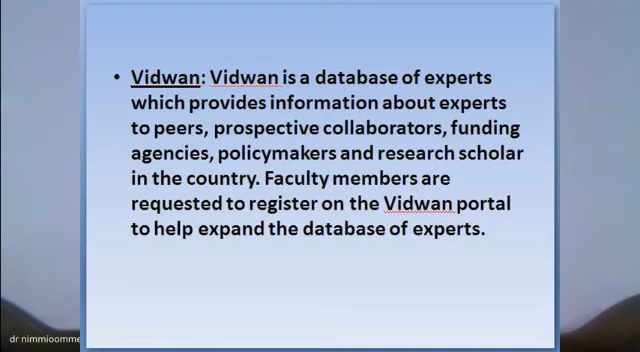 • Vidwan: Vidwan is a database of experts
which provides information about experts
to peers, prospective collaborators, funding
agencies, policymakers and research scholar
in the country. Faculty members are
requested to register on the Vidwan portal
to help expand the database of experts.
dr nimmioomme